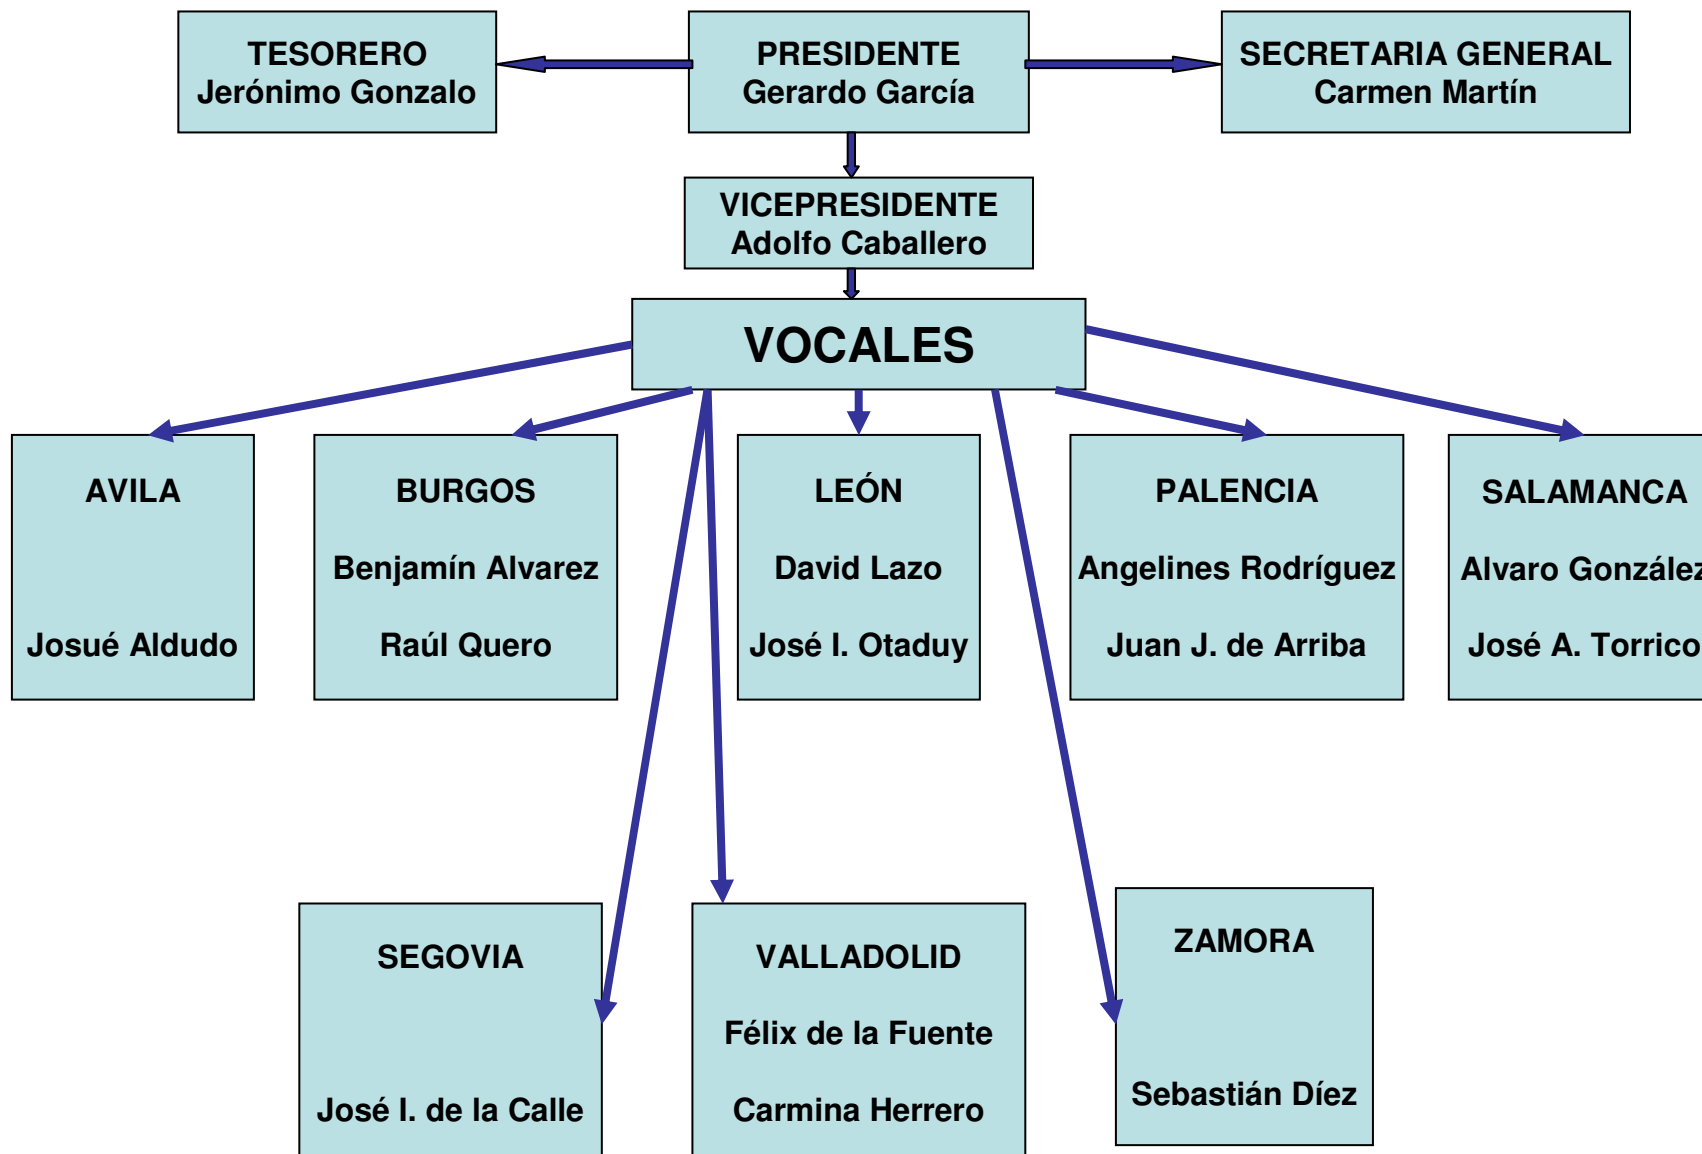 TESORERO
Jerónimo Gonzalo
PRESIDENTE
Gerardo García
SECRETARIA GENERAL
Carmen Martín
VICEPRESIDENTE
Adolfo Caballero
VOCALES
AVILA
Josué Aldudo
BURGOS
Benjamín Alvarez
Raúl Quero
LEÓN
David Lazo
José I. Otaduy
PALENCIA
Angelines Rodríguez
Juan J. de Arriba
SALAMANCA
Alvaro González
José A. Torrico
SEGOVIA
José I. de la Calle
VALLADOLID
Félix de la Fuente
Carmina Herrero
ZAMORA
Sebastián Díez